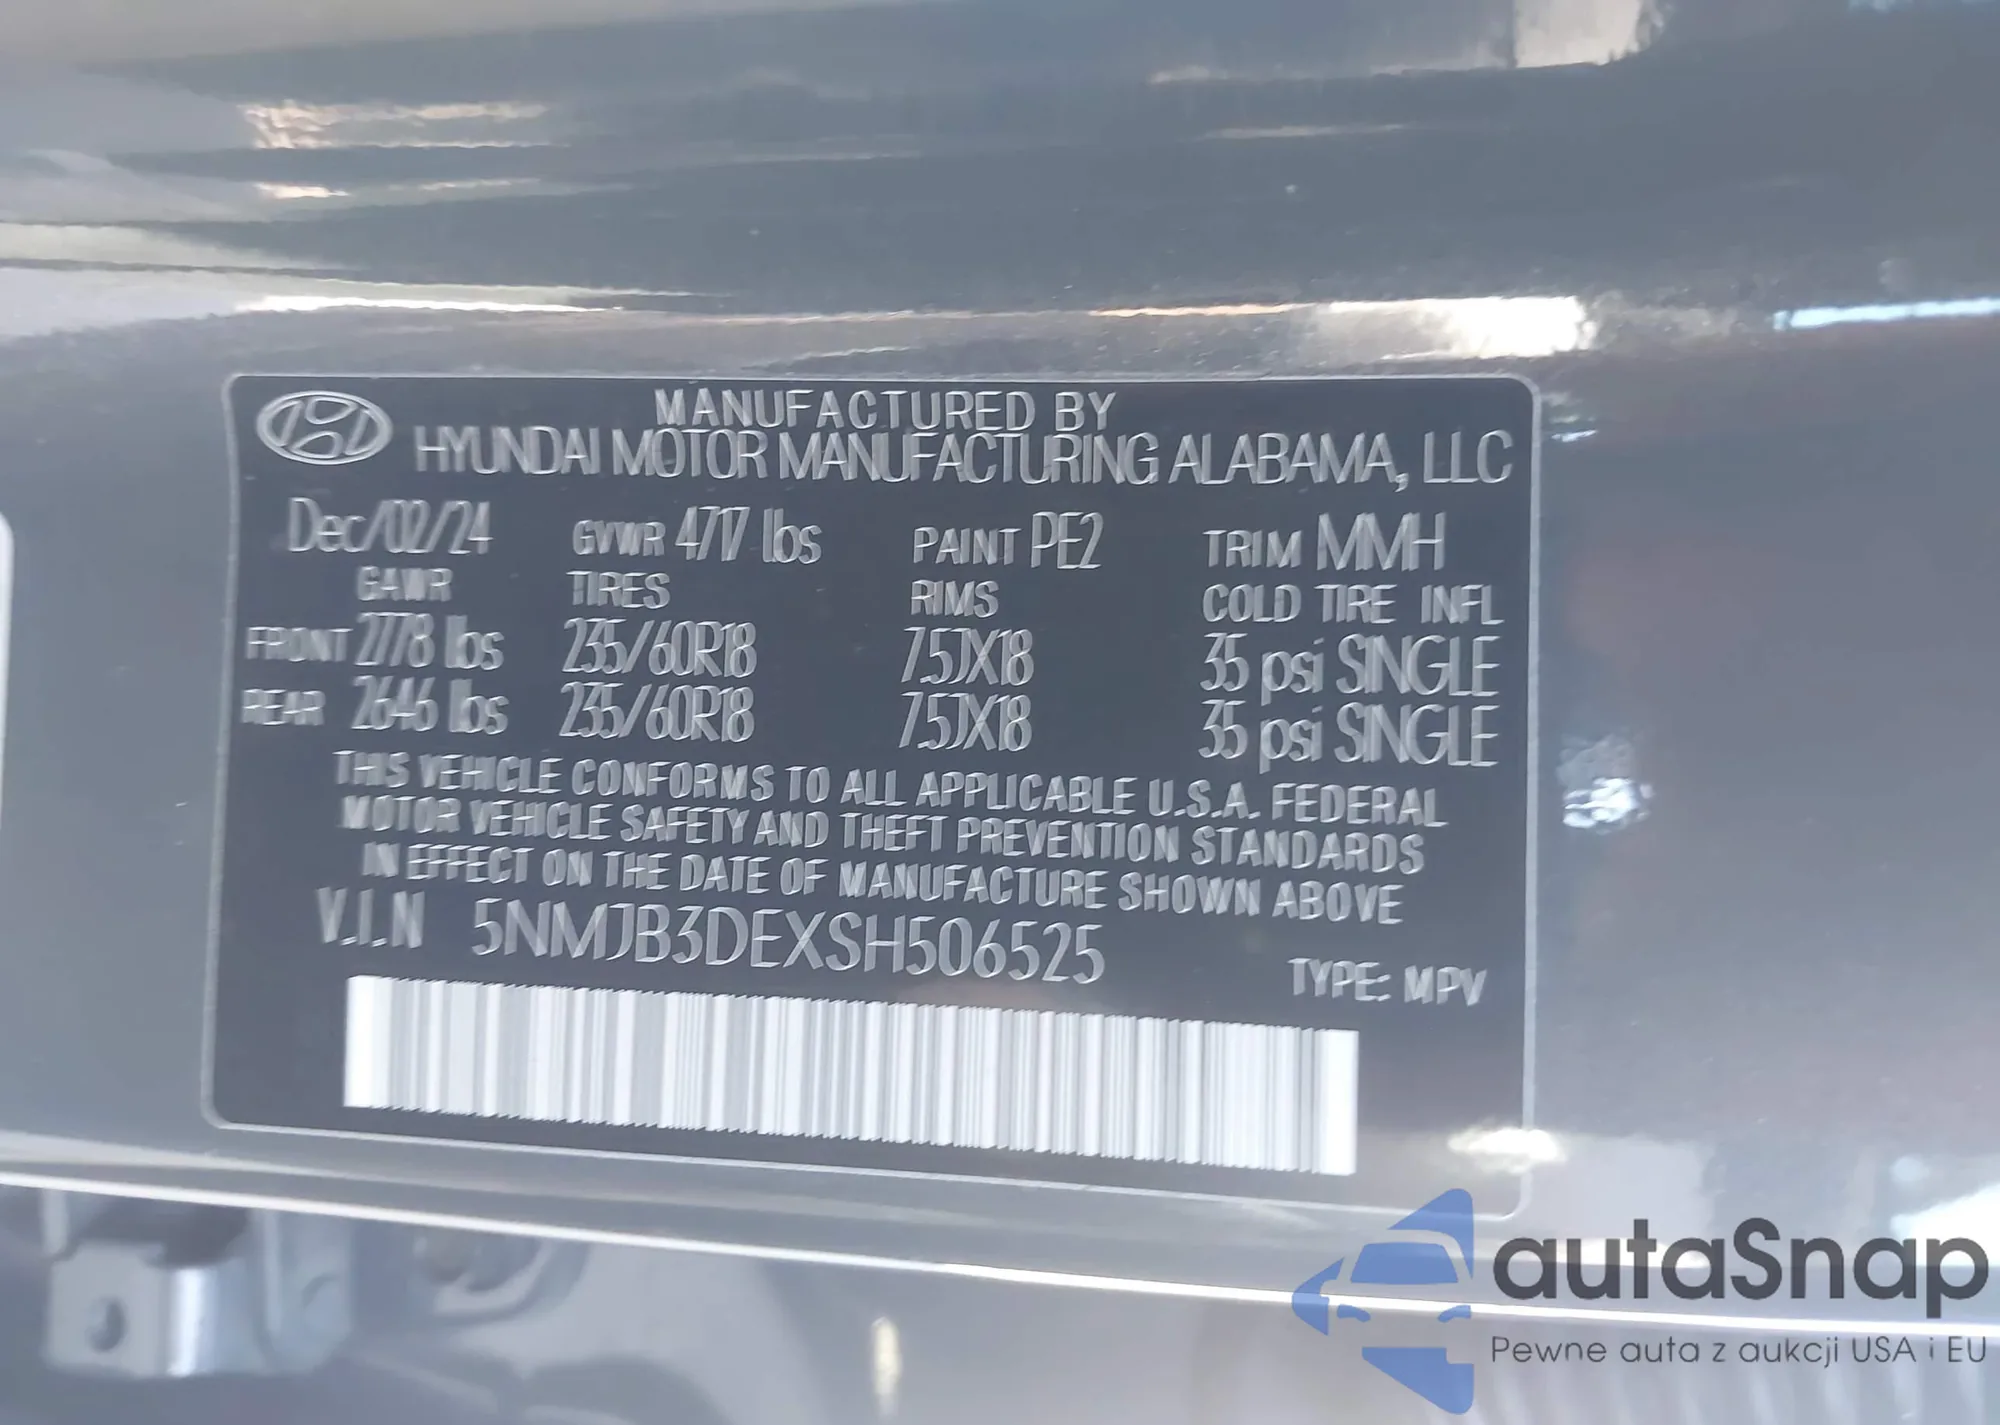 MANUFACTURED BY
HYUNDAI MOTOR MANUFACTURING ALABAMA, LLC
Dec/02/24 GVWR 4717 lbs PAINT PE2 TRIM MMH
GAWR TIRES RIMS COLD TIRE INFL
FRONT 2778 lbs 235/60R18 7.5JX18 35 psi SINGLE
REAR 2646 lbs 235/60R18 7.5JX18 35 psi SINGLE
THIS VEHICLE CONFORMS TO ALL APPLICABLE U.S.A. FEDERAL
MOTOR VEHICLE SAFETY AND THEFT PREVENTION STANDARDS
IN EFFECT ON THE DATE OF MANUFACTURE SHOWN ABOVE
V.I.N 5NMJB3DEXSH506525
TYPE: MPV
autaSnap
Pewne auta z aukcji USA i EU